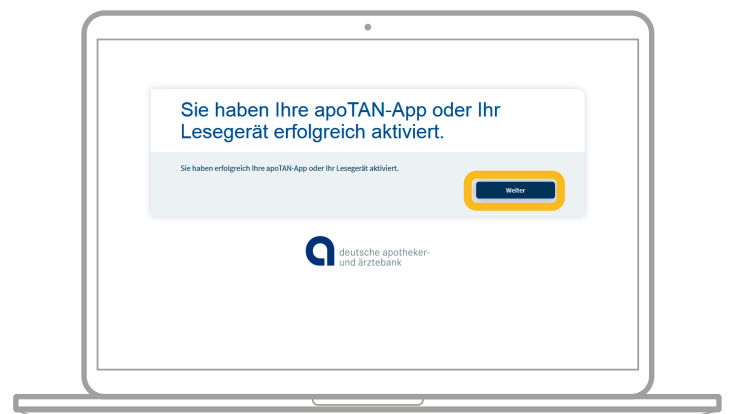 Sie haben Ihre apoTAN-App oder Ihr
Lesegerät erfolgreich aktiviert.
Sie haben erfolgreich Ihre apoTAN-App oder Ihr Lesegerät aktiviert.
Weiter
deutsche apotheker-
und ärztebank